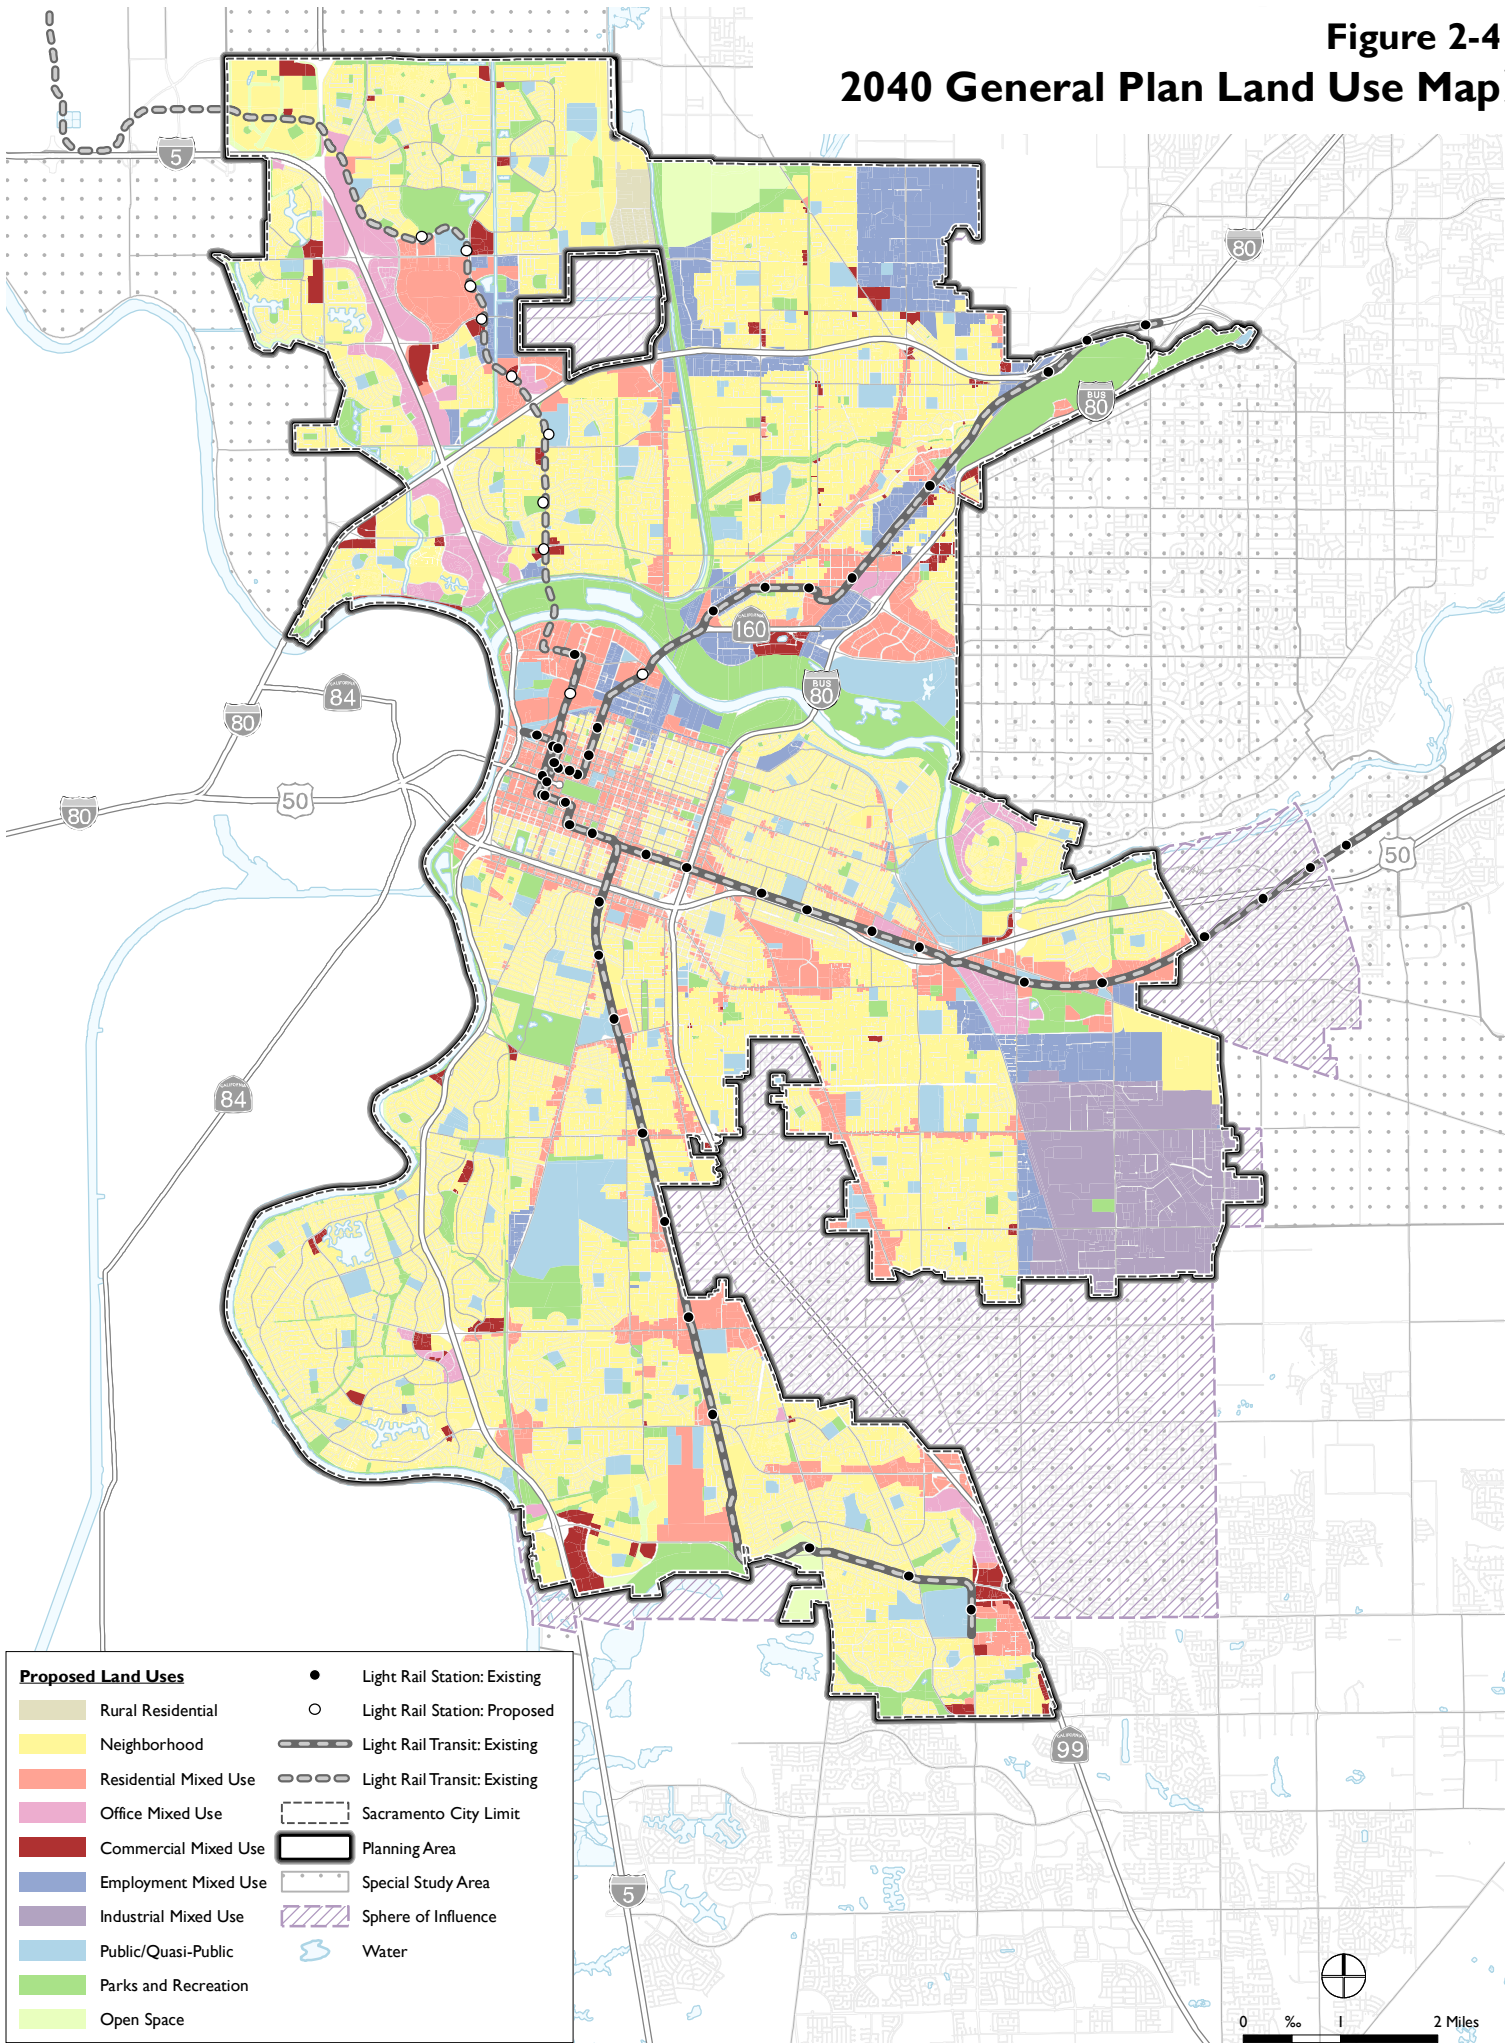 Figure 2-4
2040 General Plan Land Use Map
5
80
BUS
80
160
BUS
80
84
80
50
80
50
84
99
5
Proposed Land Uses
Rural Residential
Neighborhood
Residential Mixed Use
Office Mixed Use
Commercial Mixed Use
Employment Mixed Use
Industrial Mixed Use
Public/Quasi-Public
Parks and Recreation
Open Space
Light Rail Station: Existing
Light Rail Station: Proposed
Light Rail Transit: Existing
Light Rail Transit: Existing
Sacramento City Limit
Planning Area
Special Study Area
Sphere of Influence
Water
0 ‰ 1 2 Miles